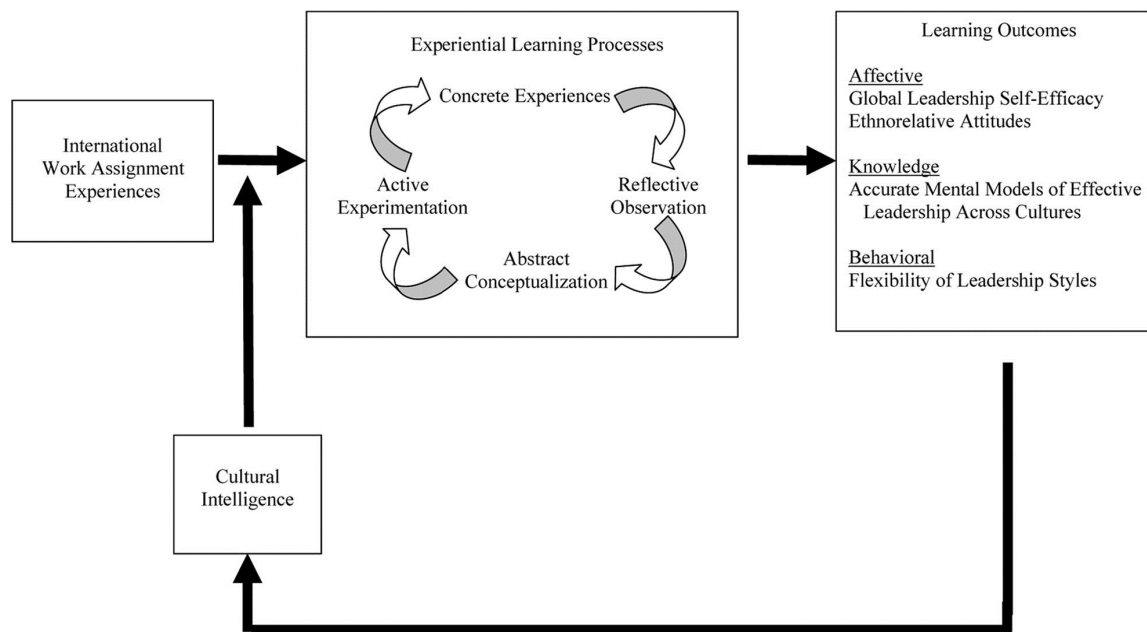 International
Work Assignment
Experiences
Experiential Learning Processes
Concrete Experiences
Reflective
Observation
Abstract
Conceptualization
Active
Experimentation
Learning Outcomes
Affective
Global Leadership Self-Efficacy
Ethnorelative Attitudes
Knowledge
Accurate Mental Models of Effective
Leadership Across Cultures
Behavioral
Flexibility of Leadership Styles
Cultural
Intelligence